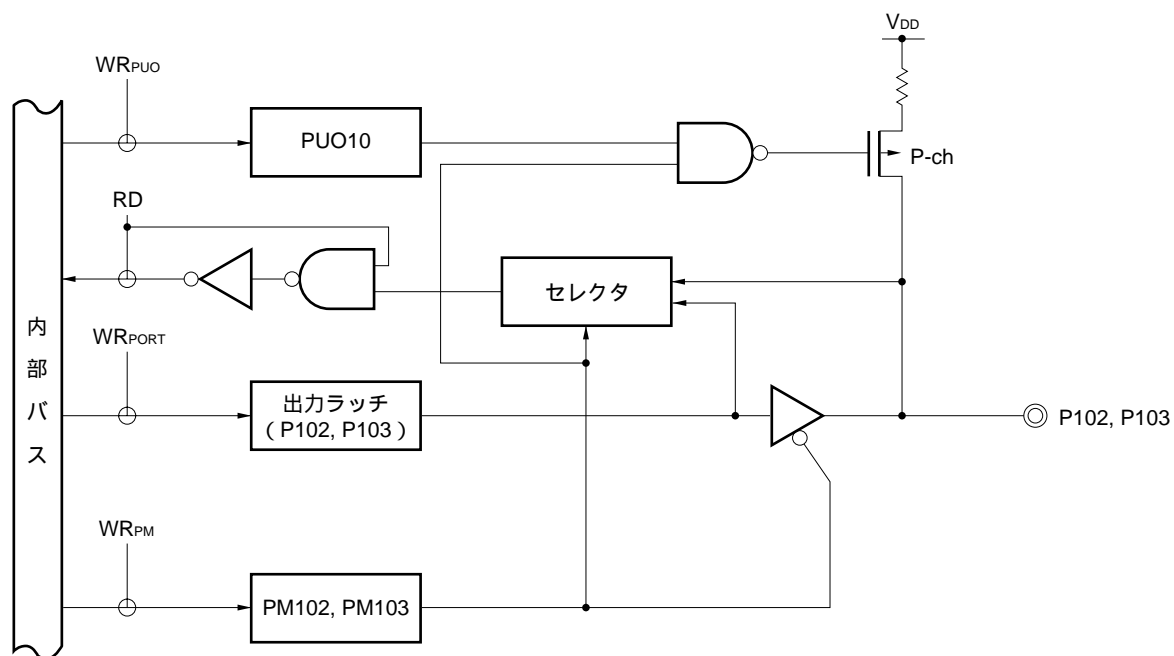 VDD
WRPUO
PUO10
P-ch
RD
セレクタ
内部バス
WRPORT
出力ラッチ
(P102, P103)
P102, P103
WRPM
PM102, PM103